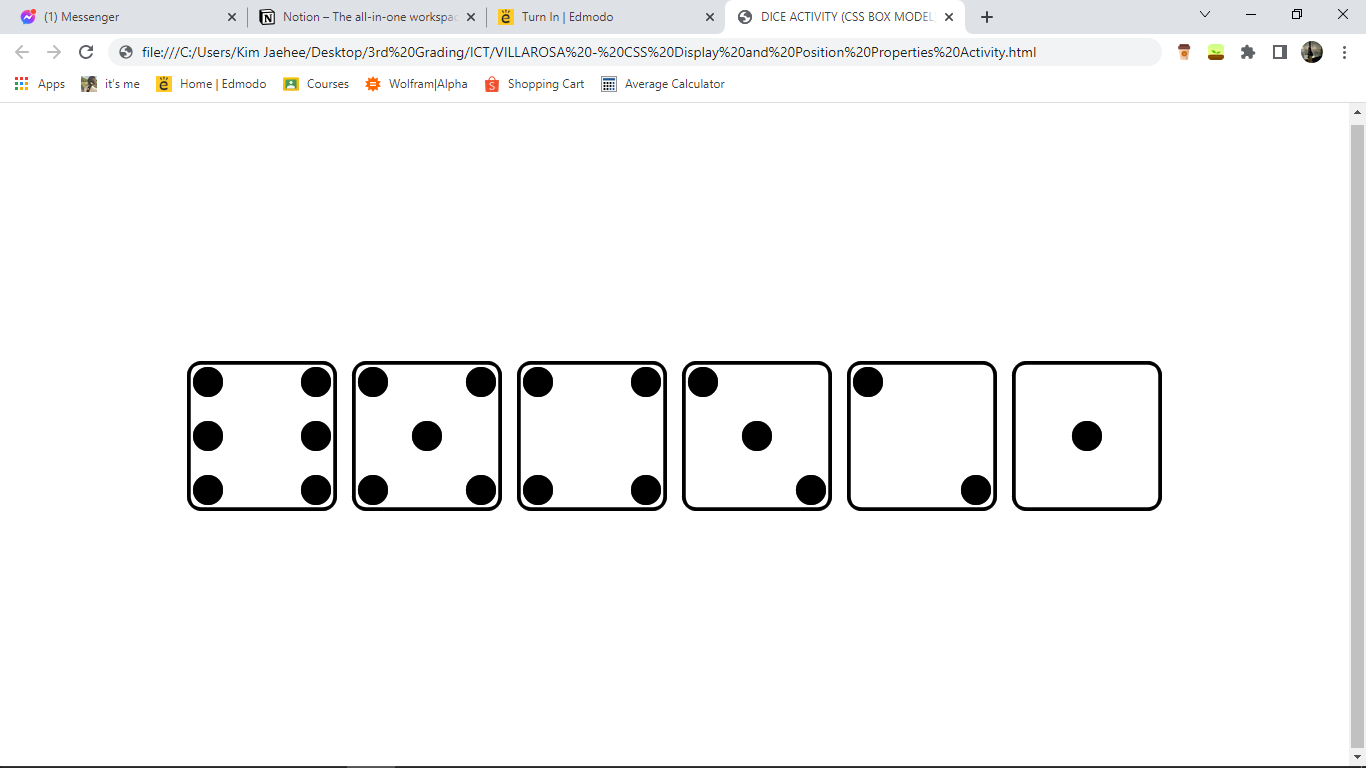 (1) Messenger
Notion – The all-in-one workspac
Turn In | Edmodo
DICE ACTIVITY (CSS BOX MODEL
file:///C:/Users/Kim Jaehee/Desktop/3rd%20Grading/ICT/VILLAROSA%20-%20CSS%20Display%20and%20Position%20Properties%20Activity.html
Apps
it's me
Home | Edmodo
Courses
Wolfram|Alpha
Shopping Cart
Average Calculator